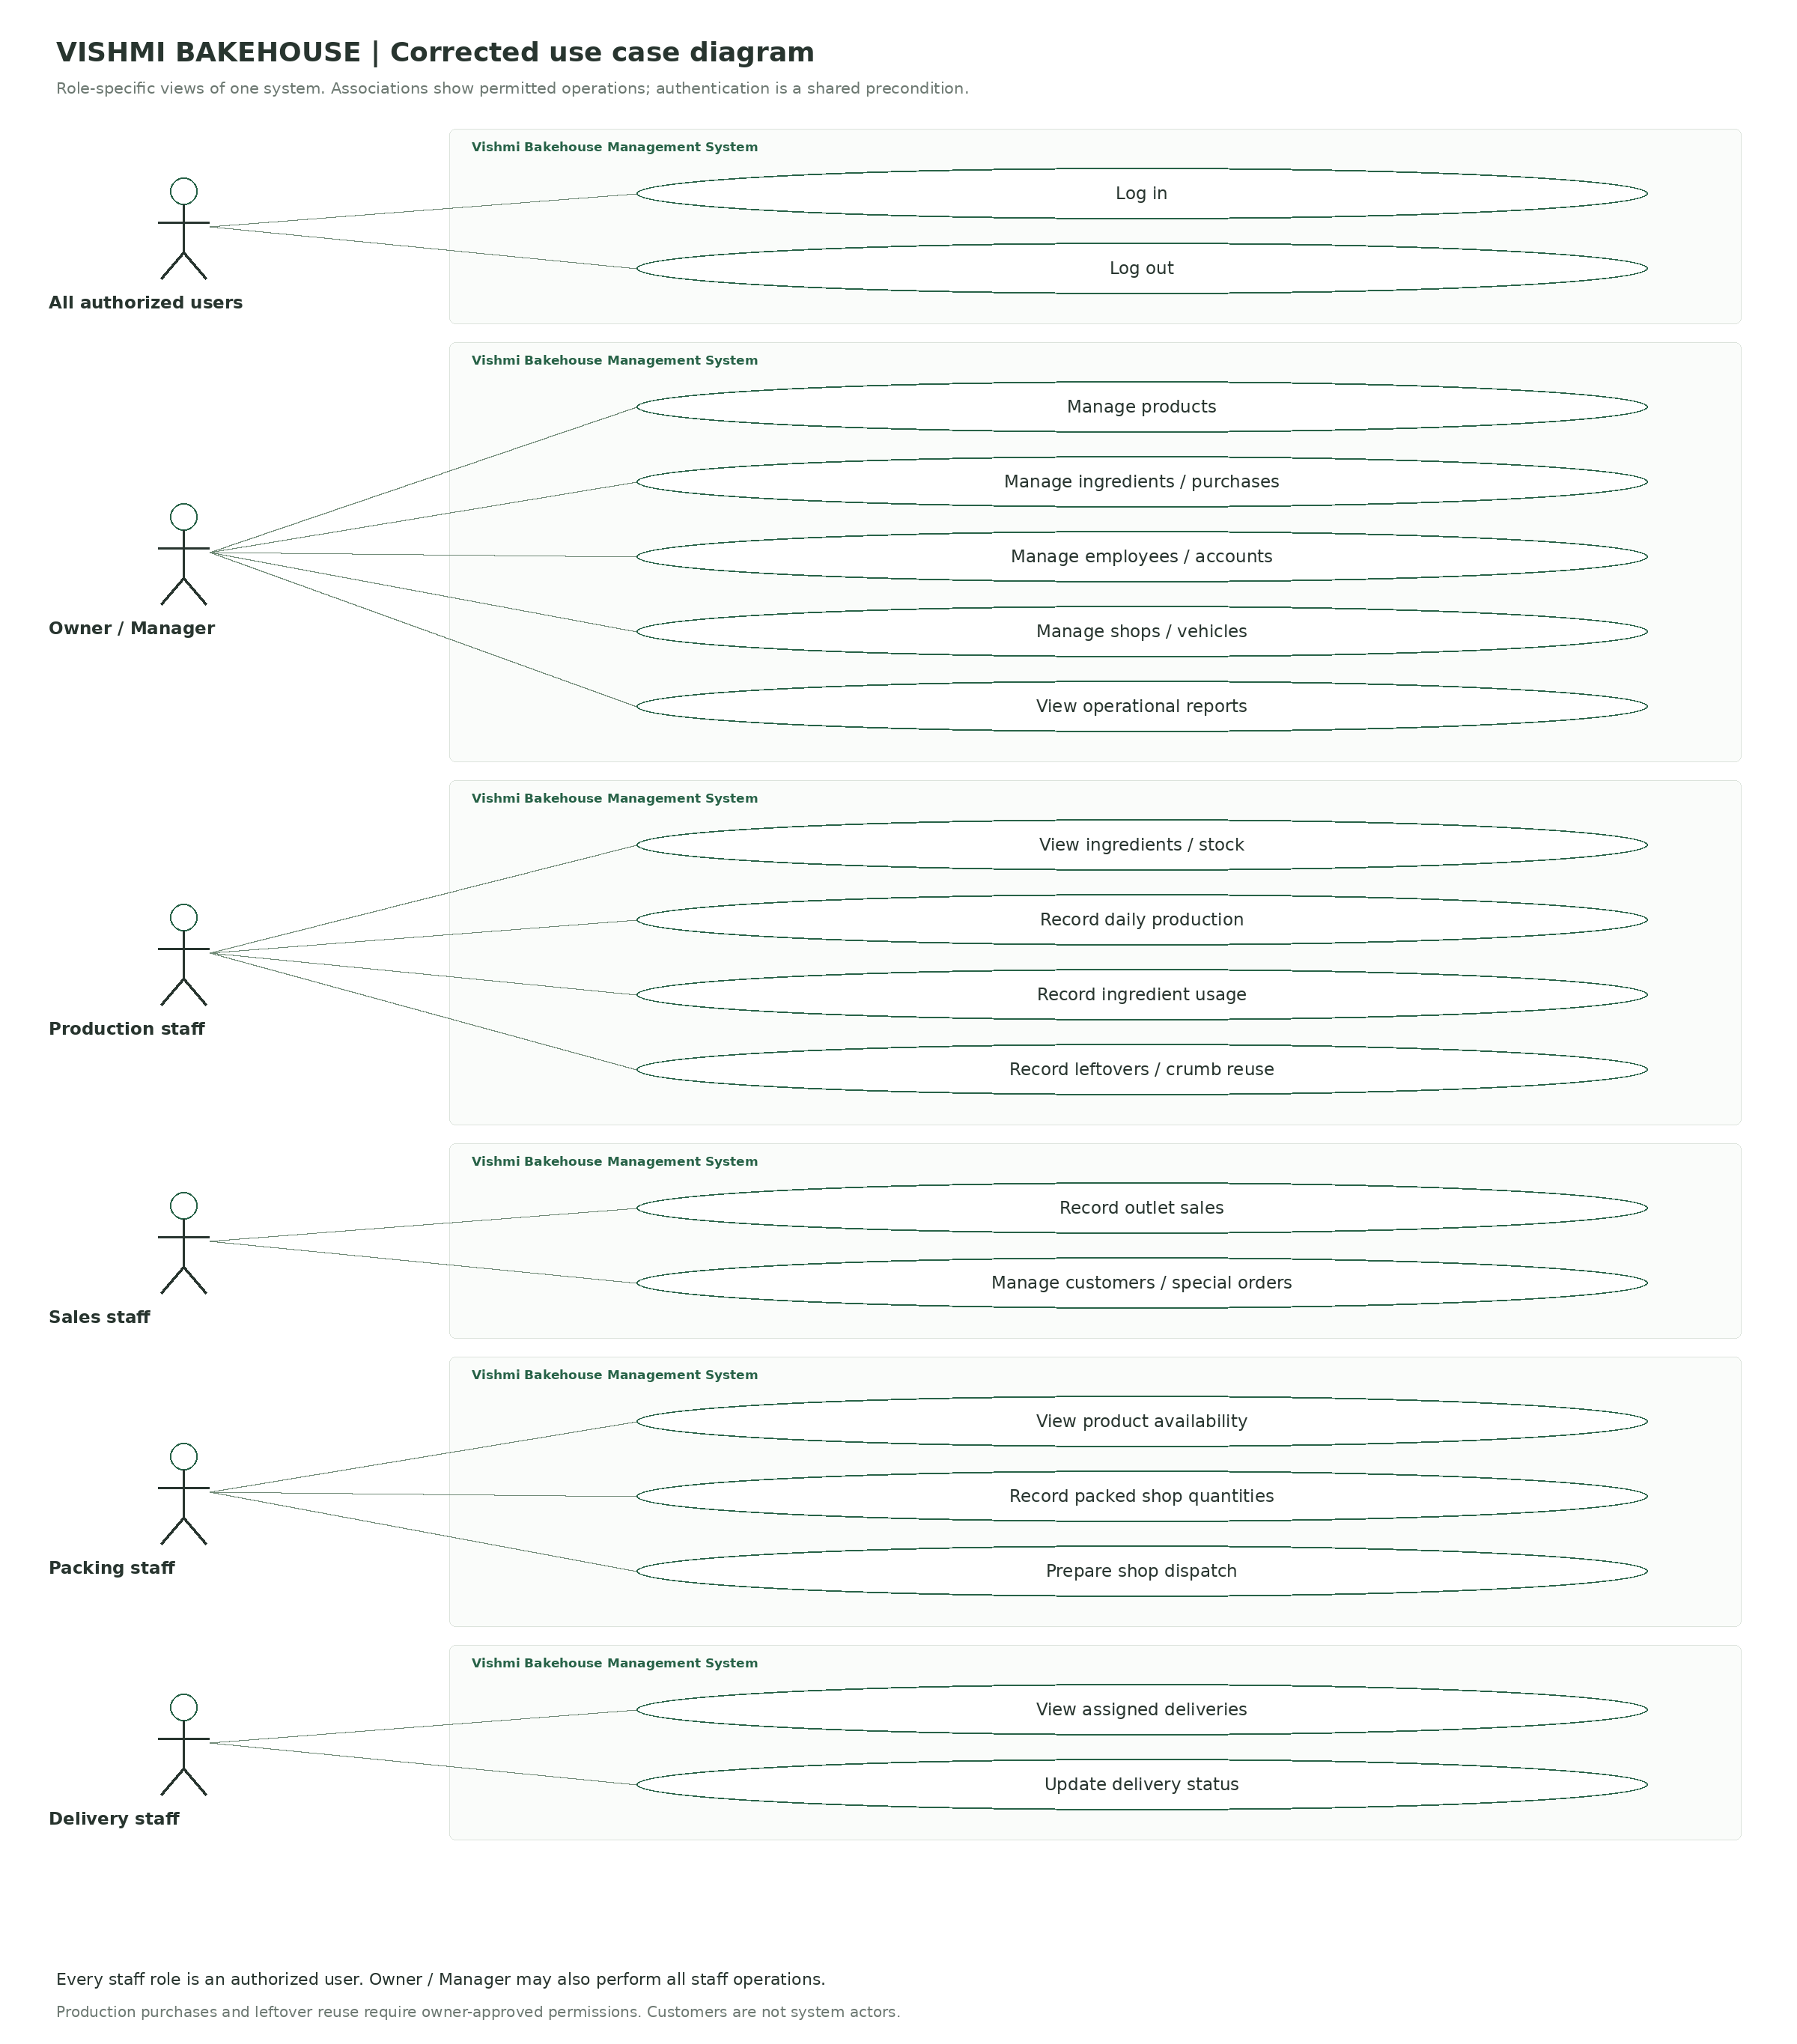 VISHMI BAKEHOUSE | Corrected use case diagram
Role-specific views of one system. Associations show permitted operations; authentication is a shared precondition.
Vishmi Bakehouse Management System
Log in
Log out
All authorized users
Vishmi Bakehouse Management System
Manage products
Manage ingredients / purchases
Manage employees / accounts
Manage shops / vehicles
View operational reports
Owner / Manager
Vishmi Bakehouse Management System
View ingredients / stock
Record daily production
Record ingredient usage
Record leftovers / crumb reuse
Production staff
Vishmi Bakehouse Management System
Record outlet sales
Manage customers / special orders
Sales staff
Vishmi Bakehouse Management System
View product availability
Record packed shop quantities
Prepare shop dispatch
Packing staff
Vishmi Bakehouse Management System
View assigned deliveries
Update delivery status
Delivery staff
Every staff role is an authorized user. Owner / Manager may also perform all staff operations.
Production purchases and leftover reuse require owner-approved permissions. Customers are not system actors.